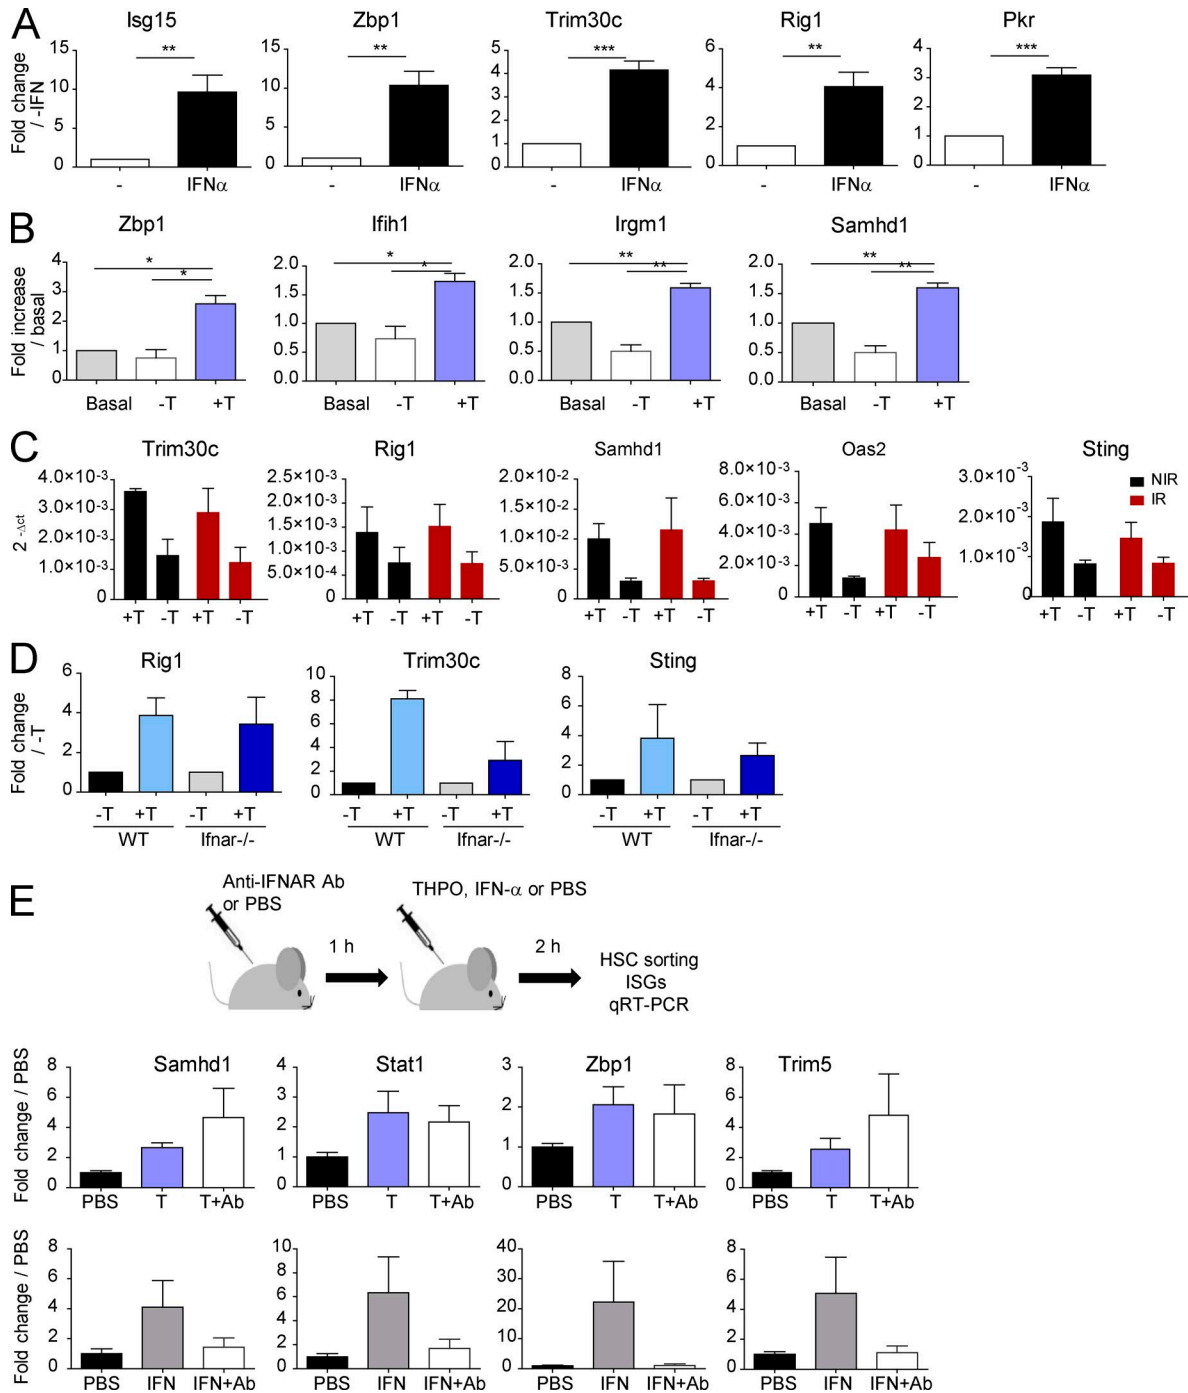 A
Isg15 Zbp1 Trim30c Rig1 Pkr
Fold change
/ -IFN
15 10 5 0 ** - IFNα
15 10 5 0 ** - IFNα
5 4 3 2 1 0 *** - IFNα
6 4 2 0 ** - IFNα
4 3 2 1 0 *** - IFNα
B
Zbp1 Ifih1 Irgm1 Samhd1
Fold increase
/ basal
4 3 2 1 0 * * Basal -T +T
2.0 1.5 1.0 0.5 0.0 * * Basal -T +T
2.0 1.5 1.0 0.5 0.0 ** ** Basal -T +T
2.0 1.5 1.0 0.5 0.0 ** ** Basal -T +T
C
Trim30c Rig1 Samhd1 Oas2 Sting
2 -Δct
4.0×10-3 3.0×10-3 2.0×10-3 1.0×10-3 +T -T +T -T
2.5×10-3 2.0×10-3 1.5×10-3 1.0×10-3 5.0×10-4 +T -T +T -T
1.5×10-2 1.0×10-2 5.0×10-3 0 +T -T +T -T
8.0×10-3 6.0×10-3 4.0×10-3 2.0×10-3 0 +T -T +T -T
3.0×10-3 2.0×10-3 1.0×10-3 0 +T -T +T -T
NIR
IR
D
Rig1 Trim30c Sting
Fold change
/ -T
6 4 2 0 -T +T -T +T
WT Ifnar-/-
10 8 6 4 2 0 -T +T -T +T
WT Ifnar-/-
8 6 4 2 0 -T +T -T +T
WT Ifnar-/-
E
Anti-IFNAR Ab
or PBS
1 h
THPO, IFN-α or PBS
2 h
HSC sorting
ISGs
qRT-PCR
Samhd1 Stat1 Zbp1 Trim5
Fold change / PBS
8 6 4 2 0 PBS T T+Ab
4 3 2 1 0 PBS T T+Ab
3 2 1 0 PBS T T+Ab
8 6 4 2 0 PBS T T+Ab
Fold change / PBS
8 6 4 2 0 PBS IFN IFN+Ab
10 8 6 4 2 0 PBS IFN IFN+Ab
40 30 20 10 0 PBS IFN IFN+Ab
8 6 4 2 0 PBS IFN IFN+Ab